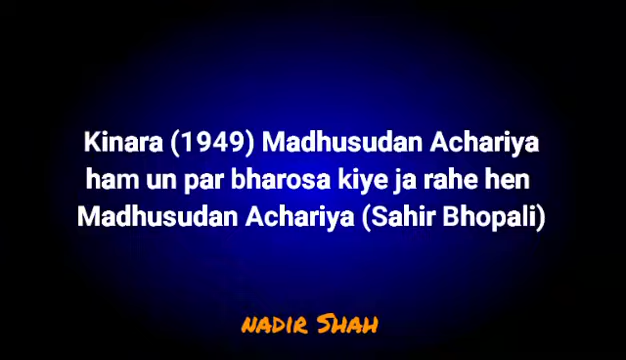 Kinara (1949) Madhusudan Achariya
ham un par bharosa kiye ja rahe hen
Madhusudan Achariya (Sahir Bhopali)
NADIR SHAH